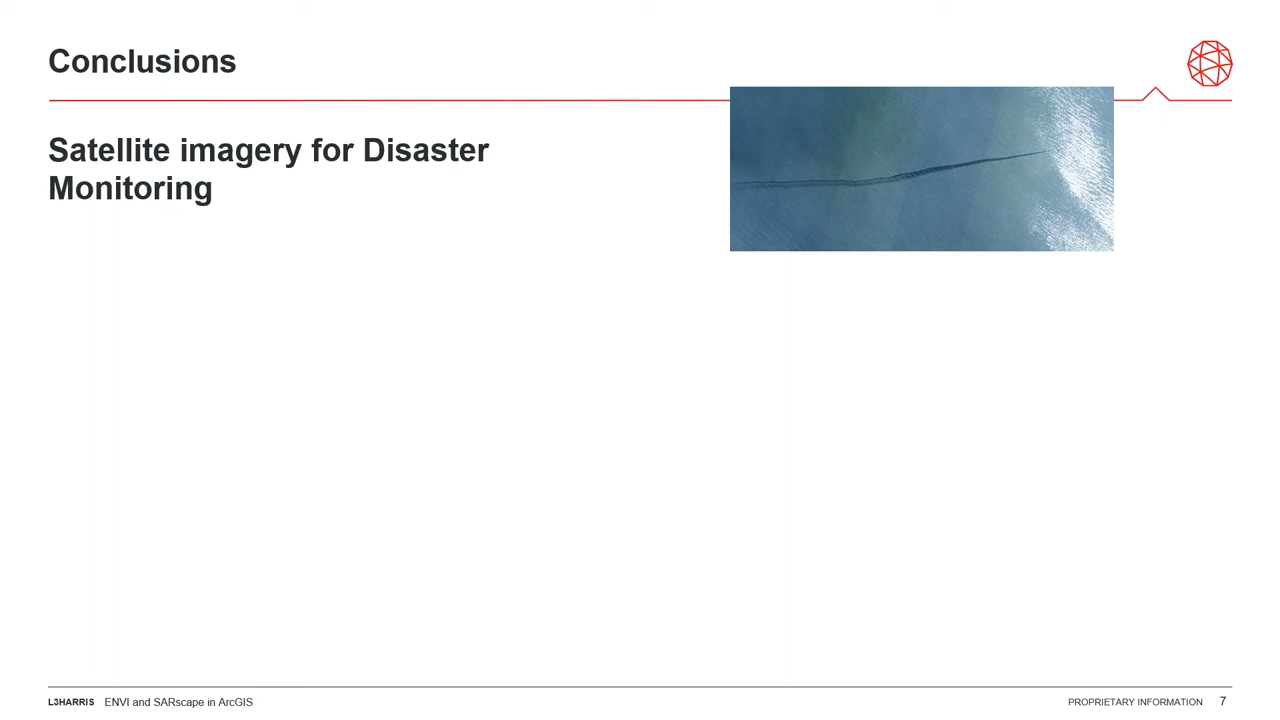 Conclusions
Satellite imagery for Disaster
Monitoring
L3HARRIS ENVI and SARscape in ArcGIS PROPRIETARY INFORMATION 7